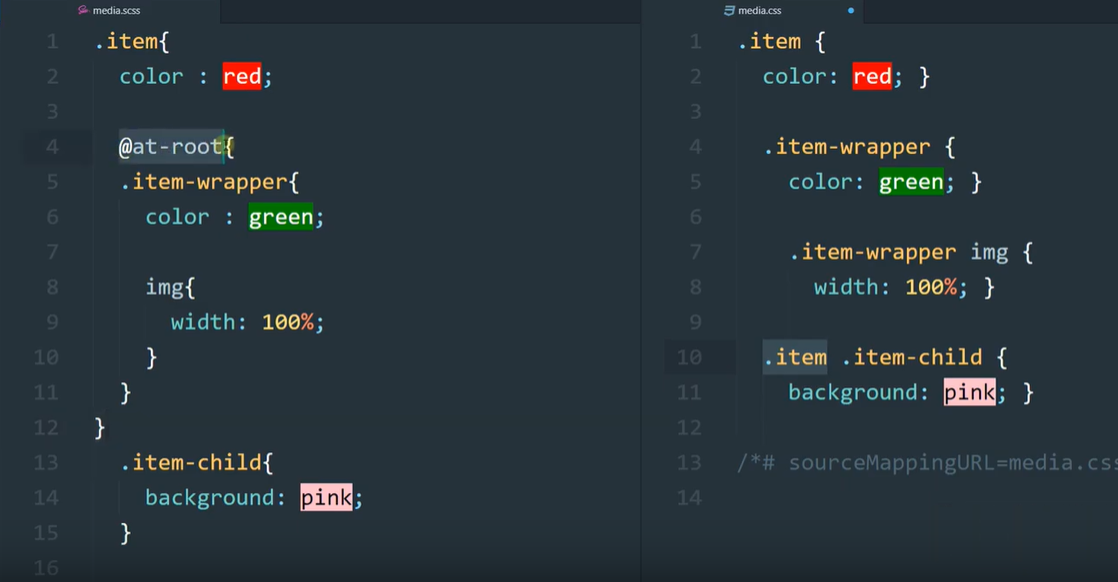 media.scss
1 .item{
2 color : red;
3
4 @at-root{
5 .item-wrapper{
6 color : green;
7
8 img{
9 width: 100%;
10 }
11 }
12 }
13 .item-child{
14 background: pink;
15 }
16
media.css
1 .item {
2 color: red; }
3
4 .item-wrapper {
5 color: green; }
6
7 .item-wrapper img {
8 width: 100%; }
9
10 .item .item-child {
11 background: pink; }
12
13 /*# sourceMappingURL=media.css
14